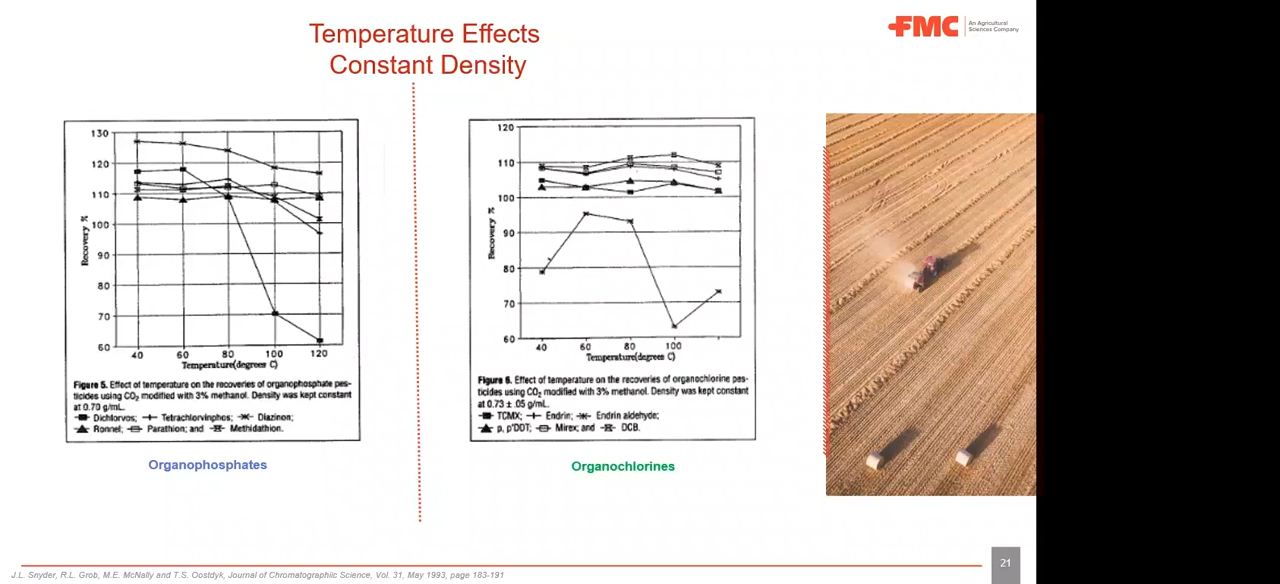 Temperature Effects
Constant Density
FMC
An Agricultural
Sciences Company
130
120
110
100
90
80
70
60
Recovery %
40 60 80 100 120
Temperature(degrees C)
Figure 5. Effect of temperature on the recoveries of organophosphate pes-
ticides using CO2 modified with 3% methanol. Density was kept constant
at 0.70 g/mL.
Dichlorvos; Tetrachlorvinphos; Diazinon;
Ronnel; Parathion; and Methidathion.
Organophosphates
120
110
100
90
80
70
60
Recovery %
40 60 80 100
Temperature(degrees C)
Figure 6. Effect of temperature on the recoveries of organochlorine pes-
ticides using CO2 modified with 3% methanol. Density was kept constant
at 0.73 ± .05 g/mL.
TCMX; Endrin; Endrin aldehyde;
p, p'DDT; Mirex; and DCB.
Organochlorines
21
J.L. Snyder, R.L. Grob, M.E. McNally and T.S. Oostdyk, Journal of Chromatographiic Science, Vol. 31, May 1993, page 183-191